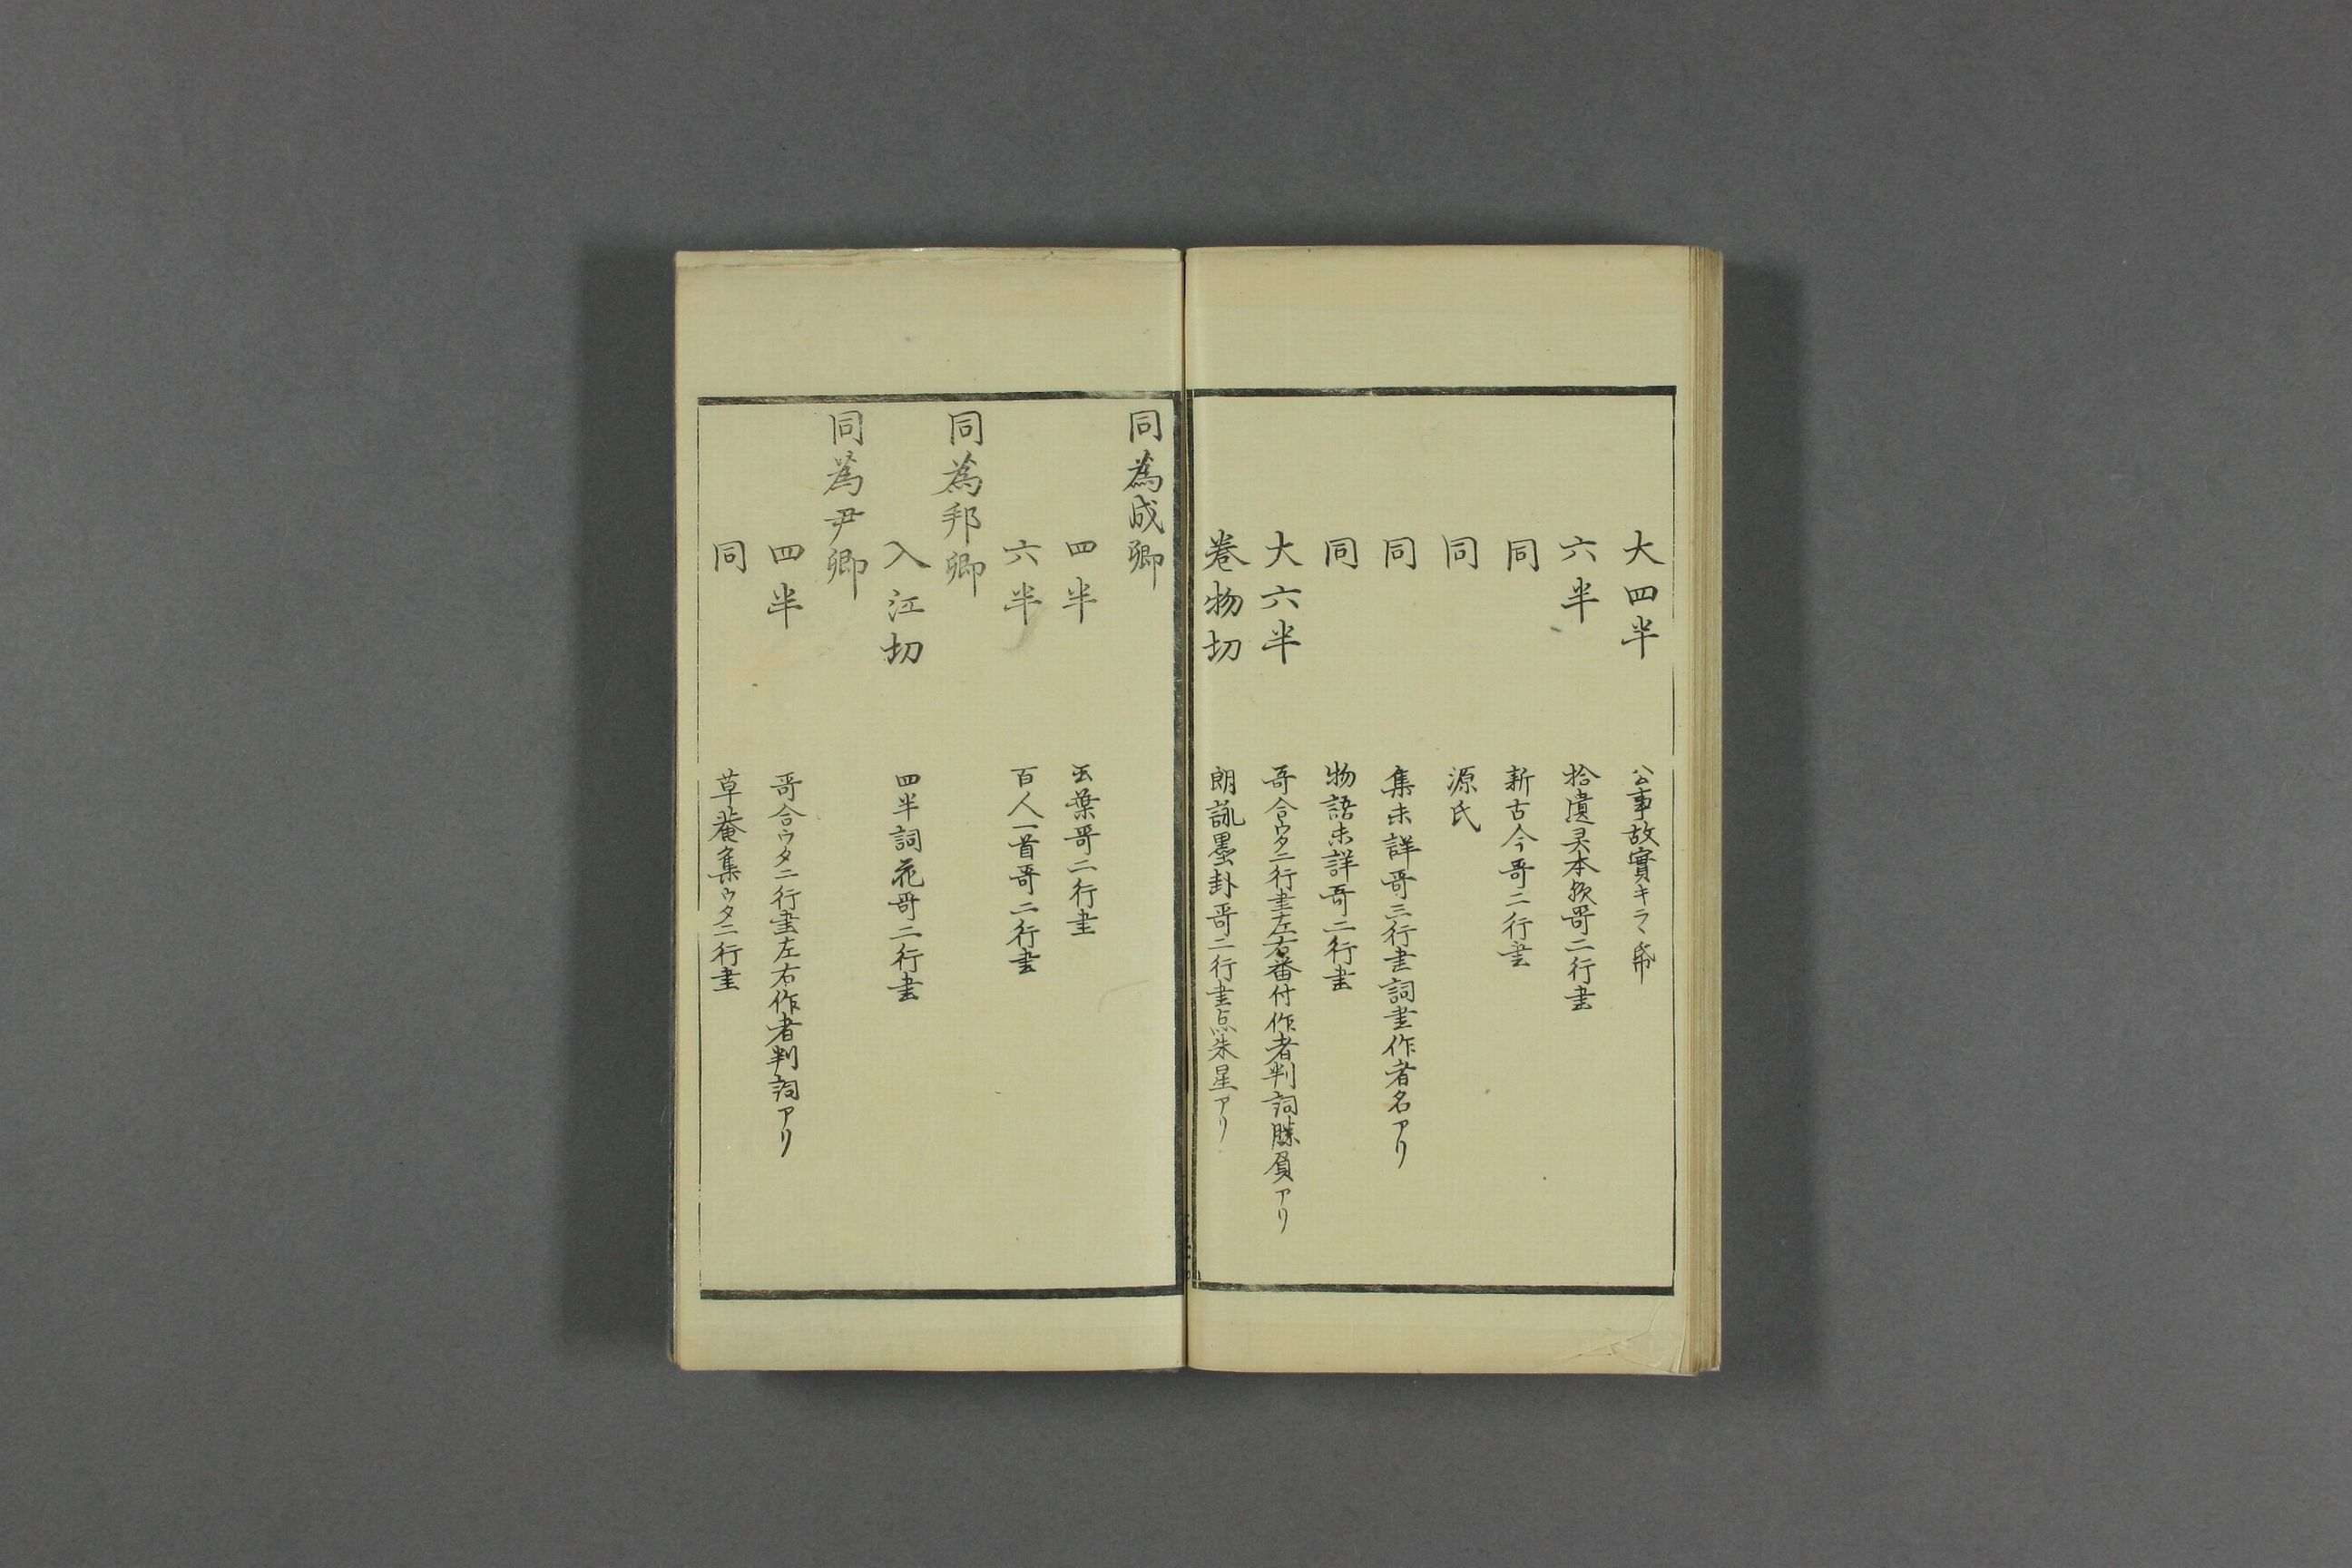 大四半 公事故實キラヽ帋
六半 拾遺異本歟哥二行書
同 新古今哥二行書
同 源氏
同 集未詳哥三行書詞書作者名アリ
同 物語未詳哥二行書
大六半 哥合ウタ二行書左右番付作者判詞勝負アリ
巻物切 朗詠墨卦哥二行書点朱星アリ
同為成卿
四半 玉葉哥二行書
六半 百人一首哥二行書
同為邦卿
入江切 四半詞花哥二行書
同為尹卿
四半 哥合ウタ二行書左右作者判詞アリ
同 草菴集ウタ二行書